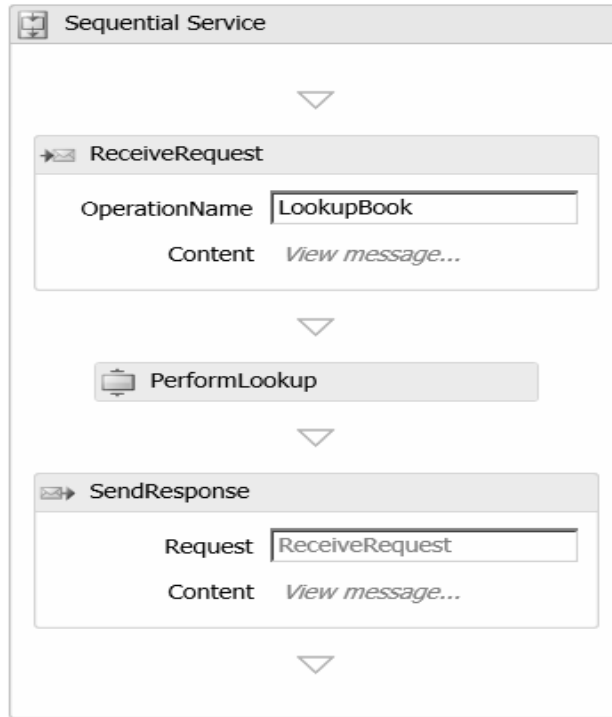 Sequential Service
ReceiveRequest
OperationName LookupBook
Content View message...
PerformLookup
SendResponse
Request ReceiveRequest
Content View message...